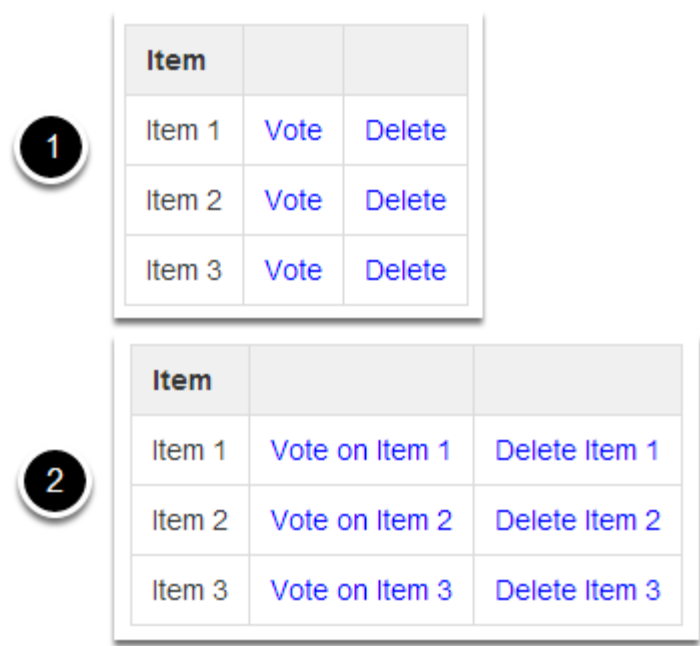 1
Item
Item 1 Vote Delete
Item 2 Vote Delete
Item 3 Vote Delete
2
Item
Item 1 Vote on Item 1 Delete Item 1
Item 2 Vote on Item 2 Delete Item 2
Item 3 Vote on Item 3 Delete Item 3